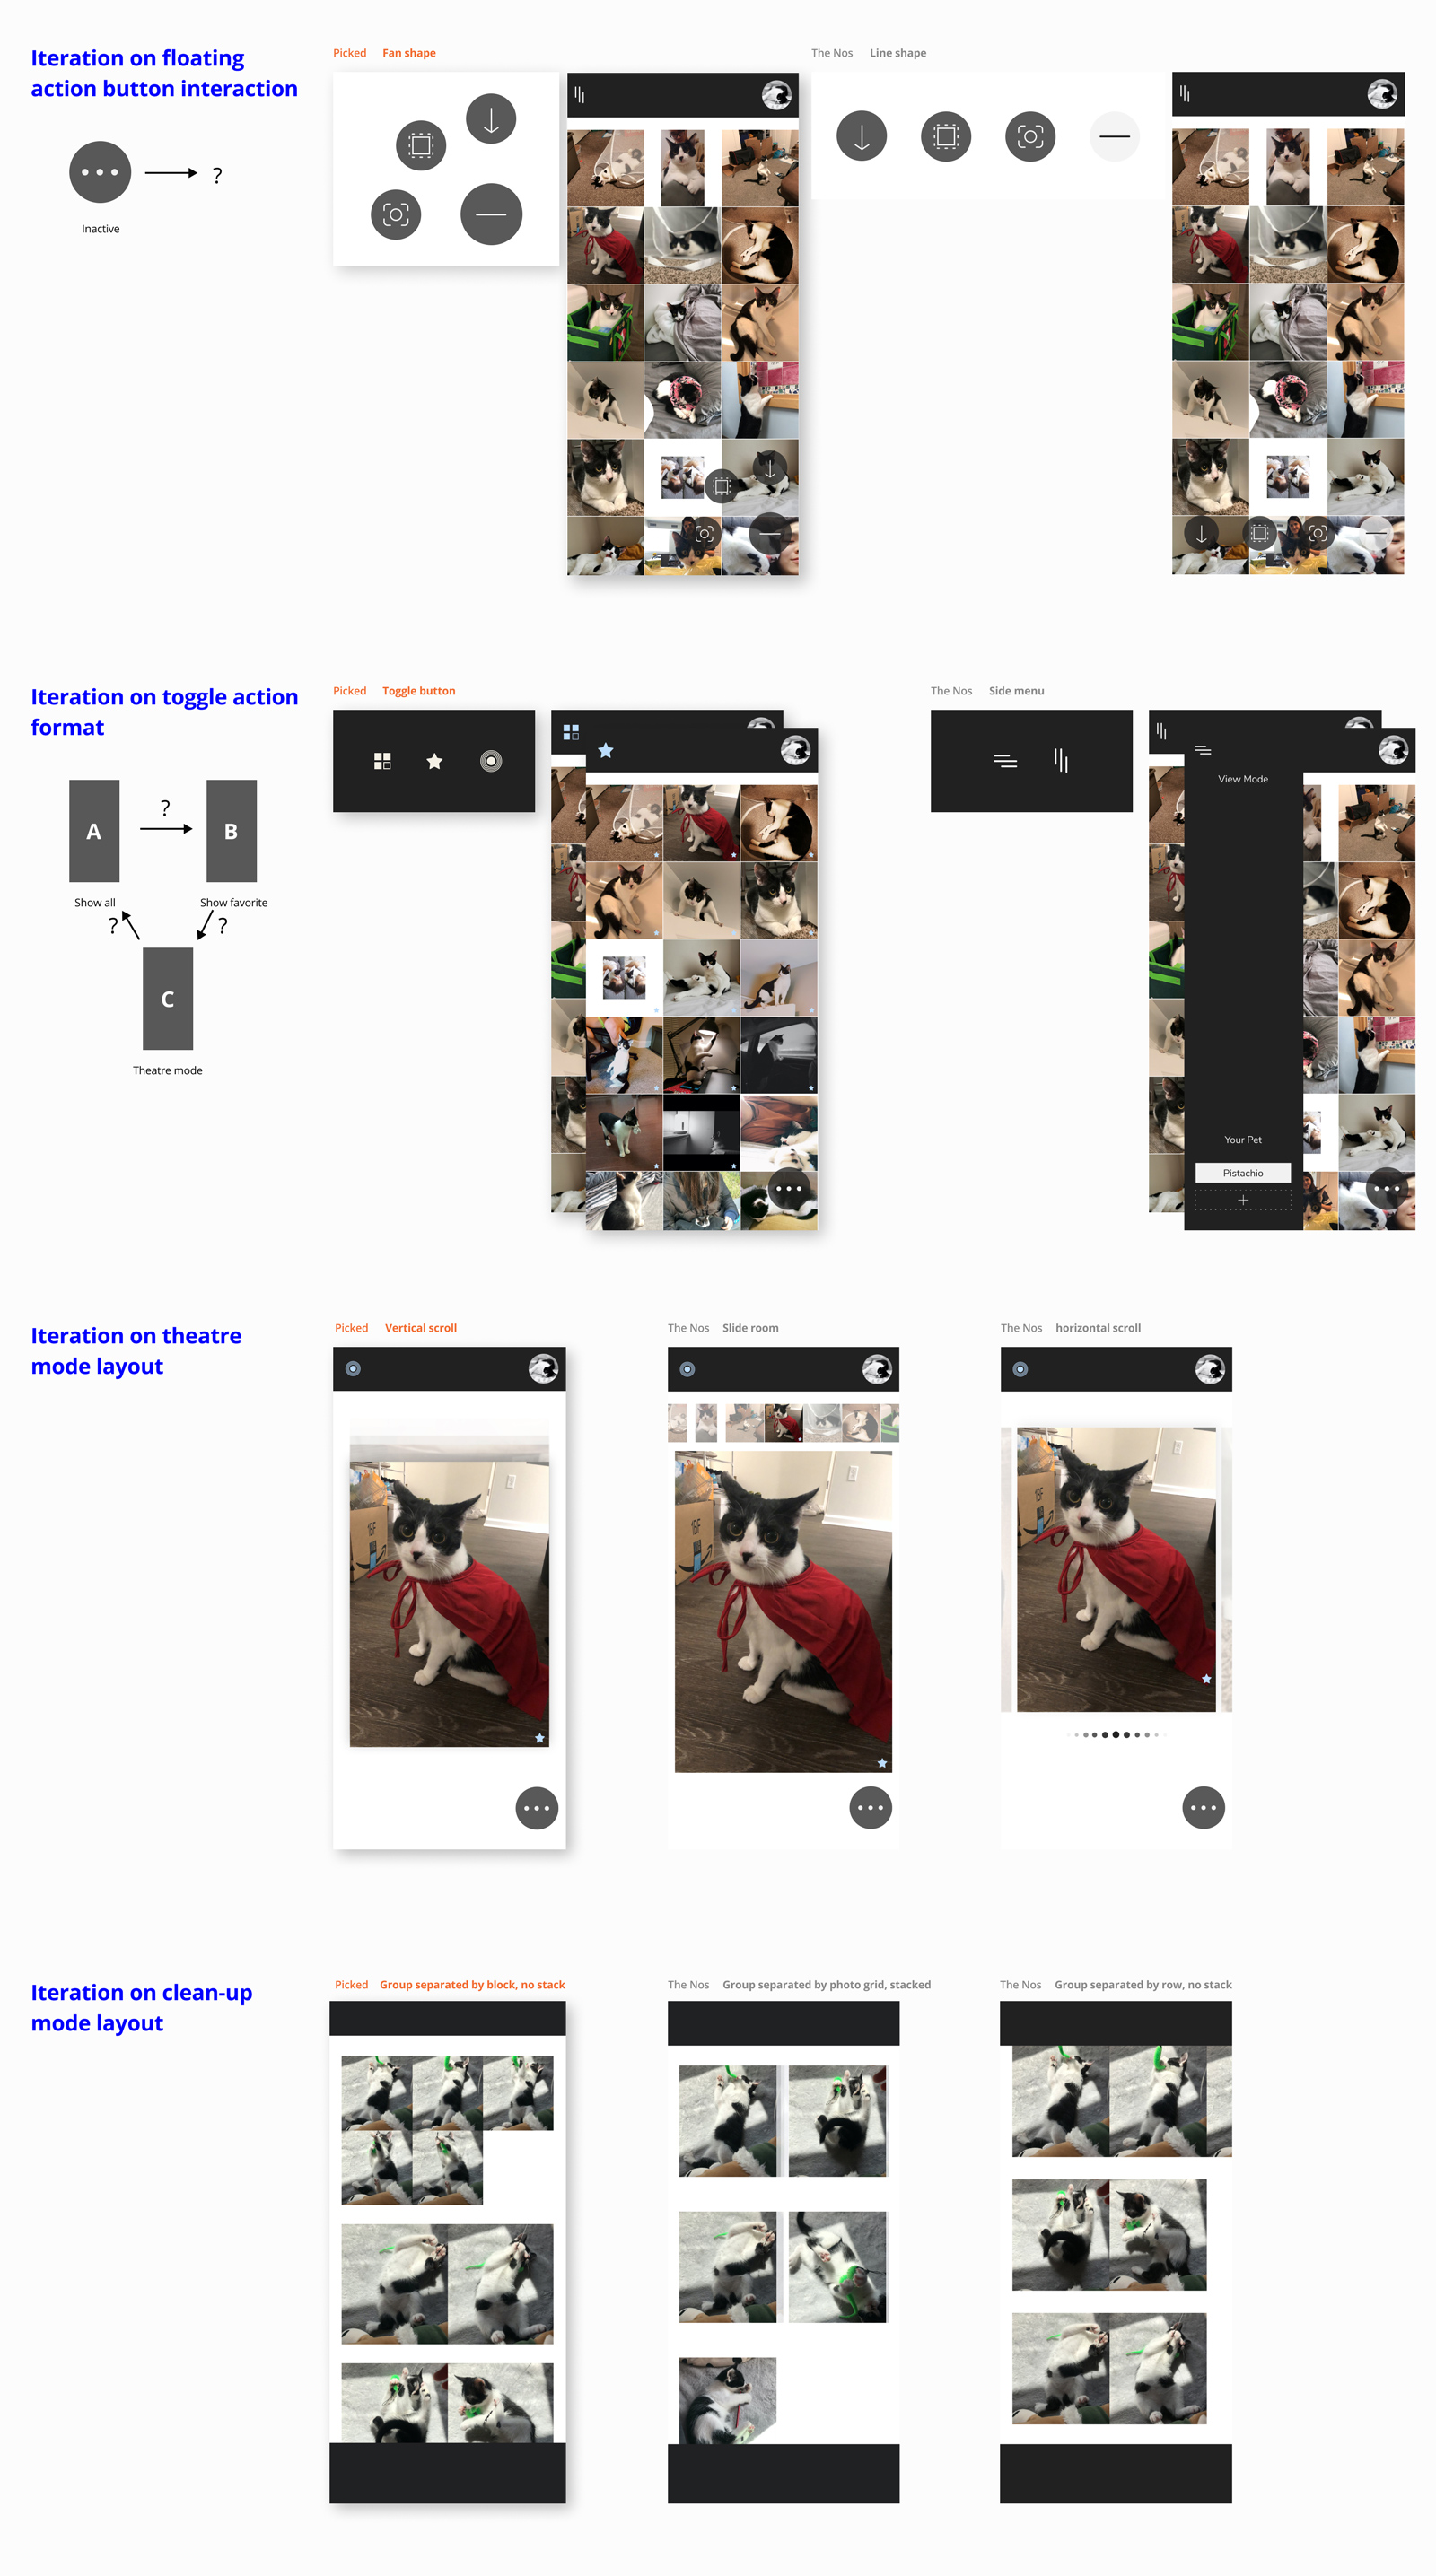 Iteration on floating
action button interaction
?
Inactive
Picked Fan shape
The Nos Line shape
Iteration on toggle action
format
A
?
B
Show all
Show favorite
?
?
C
Theatre mode
Picked Toggle button
The Nos Side menu
View Mode
Your Pet
Pistachio
+
Iteration on theatre
mode layout
Picked Vertical scroll
The Nos Slide room
The Nos horizontal scroll
Iteration on clean-up
mode layout
Picked Group separated by block, no stack
The Nos Group separated by photo grid, stacked
The Nos Group separated by row, no stack